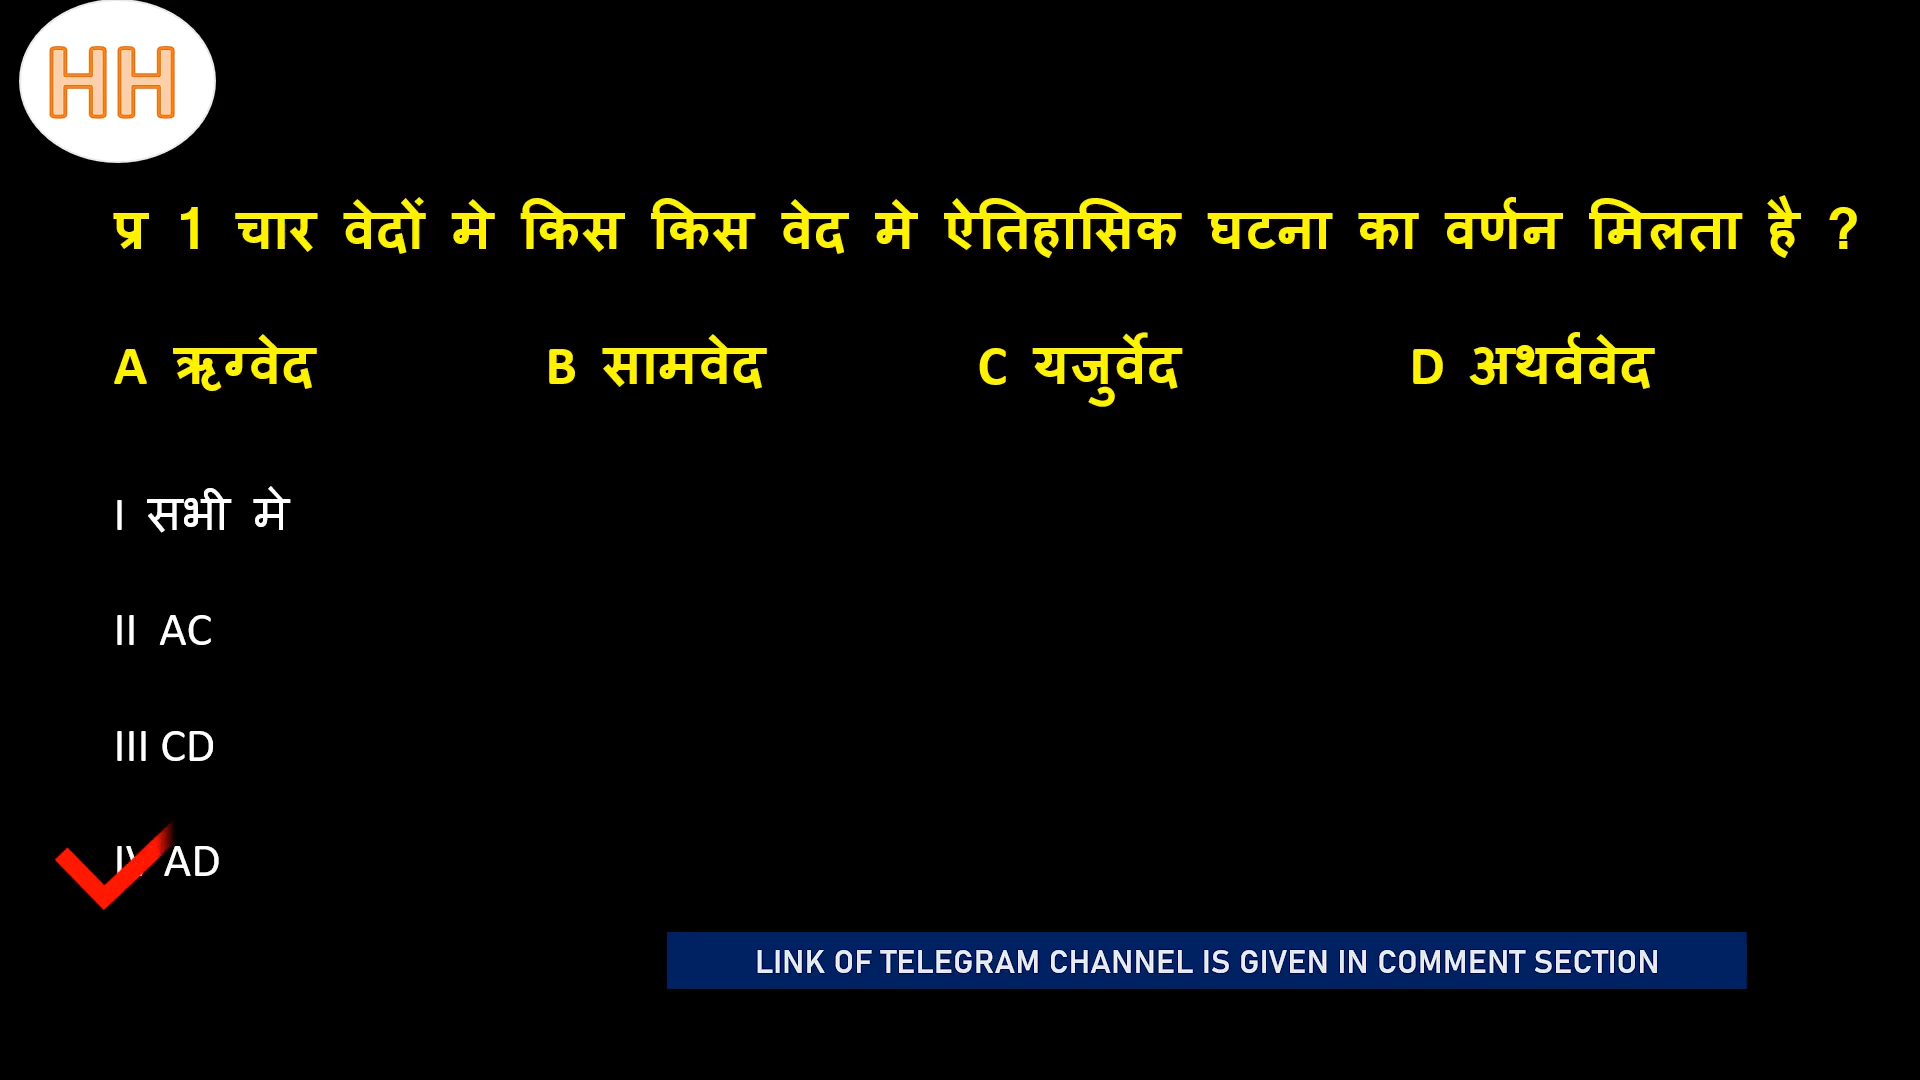 HH
प्र 1 चार वेदों मे किस किस वेद मे ऐतिहासिक घटना का वर्णन मिलता है ?
A ऋग्वेद B सामवेद C यजुर्वेद D अथर्ववेद
I सभी मे
II AC
III CD
IV AD
LINK OF TELEGRAM CHANNEL IS GIVEN IN COMMENT SECTION